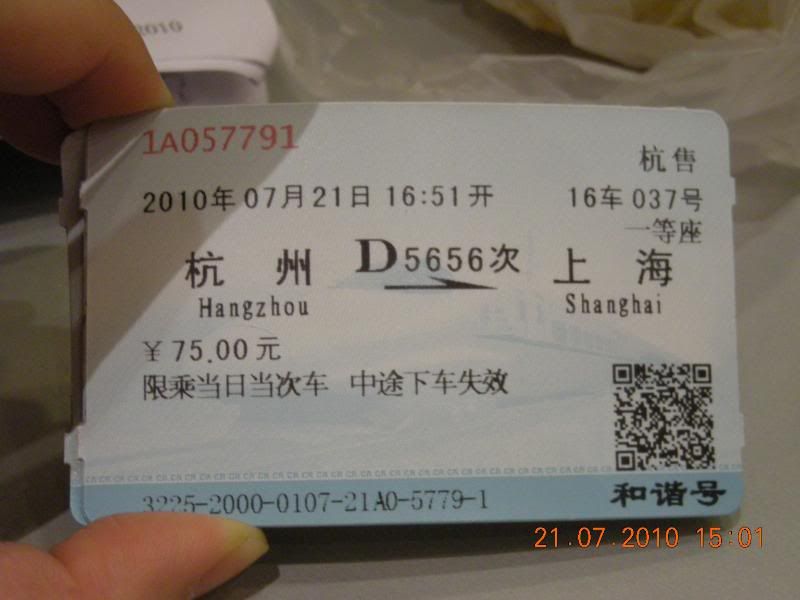 2010
1A057791
杭售
2010年07月21日 16:51开 16车 037号
一等座
杭州 D5656次 上海
Hangzhou Shanghai
￥75.00元
限乘当日当次车 中途下车失效
3225-2000-0107-21A0-5779-1
和谐号
21.07.2010 15:01